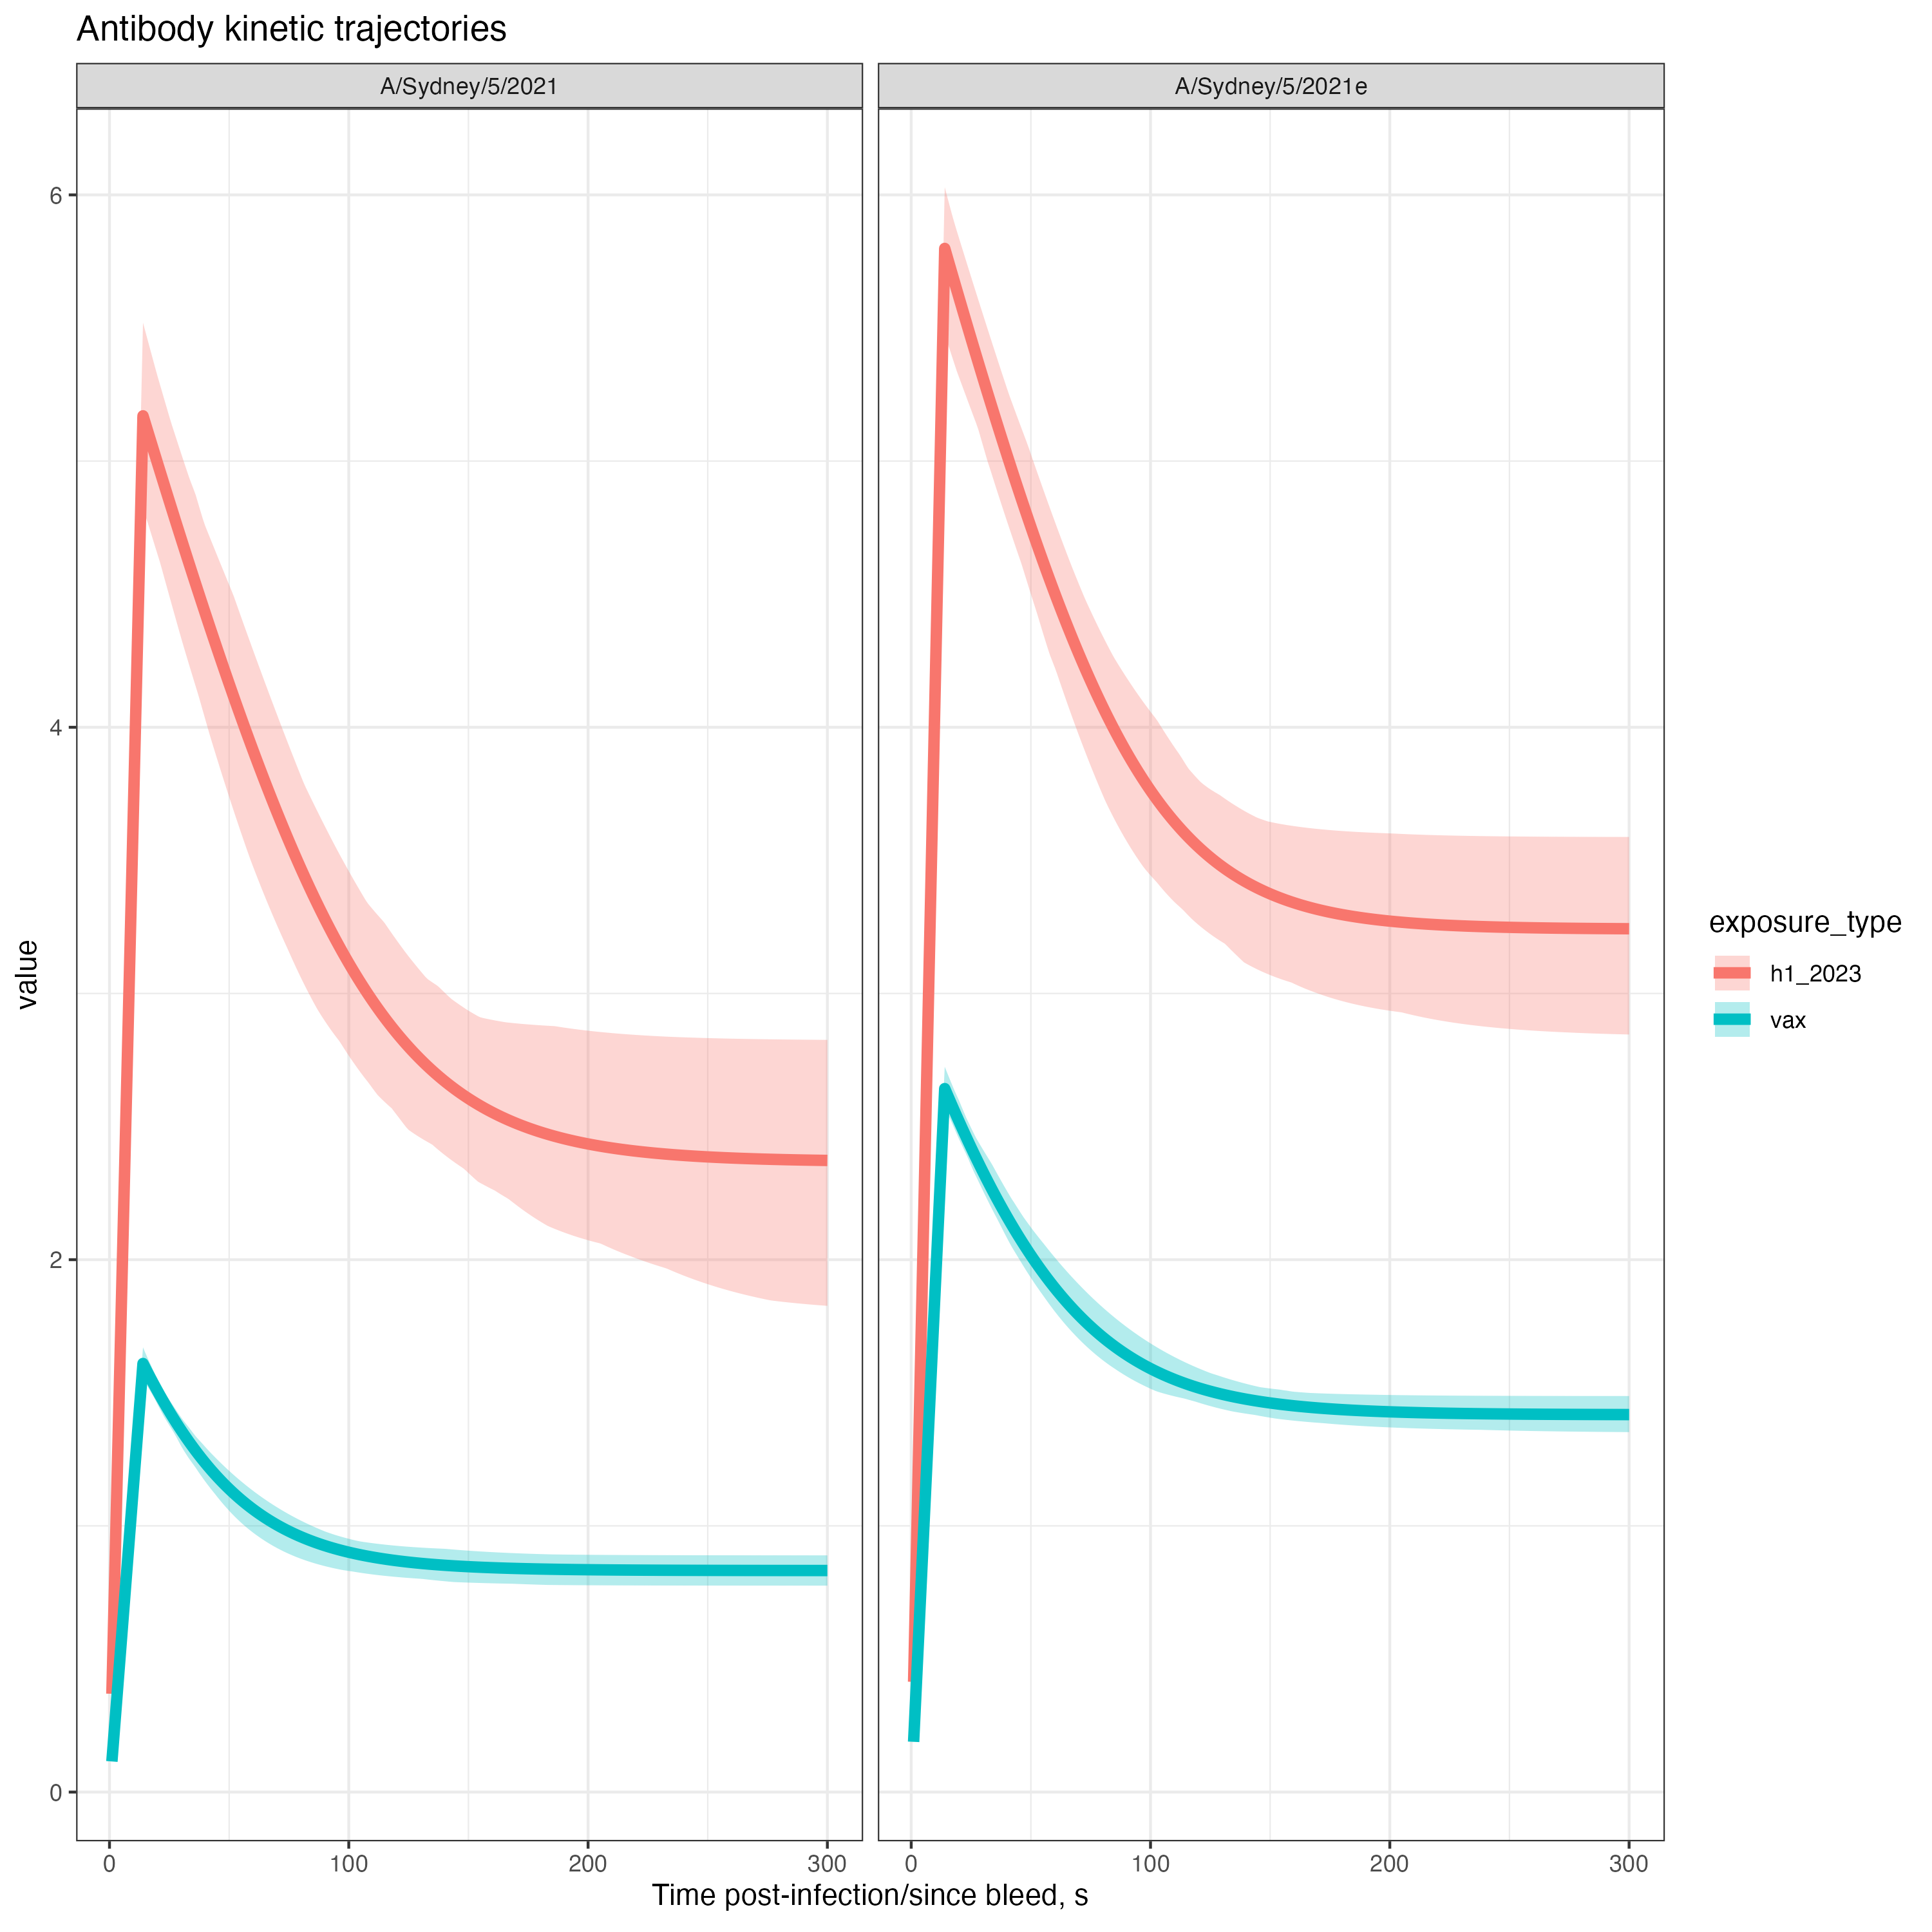 Antibody kinetic trajectories
A/Sydney/5/2021
A/Sydney/5/2021e
6
4
2
0
value
0 100 200 300
0 100 200 300
Time post-infection/since bleed, s
exposure_type
h1_2023
vax